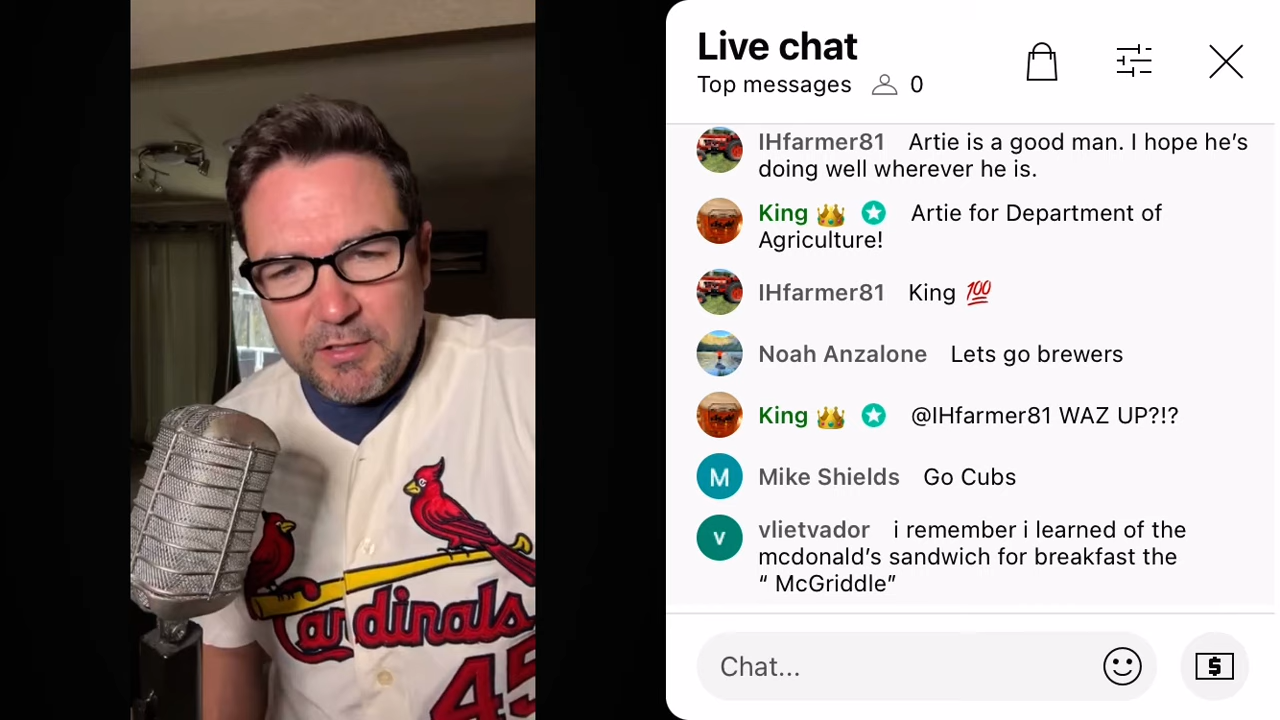 Live chat
Top messages 0
IHfarmer81 Artie is a good man. I hope he’s
doing well wherever he is.
King 👑 Artie for Department of
Agriculture!
IHfarmer81 King 💯
Noah Anzalone Lets go brewers
King 👑 @IHfarmer81 WAZ UP?!?
M
Mike Shields Go Cubs
v
vlietvador i remember i learned of the
mcdonald’s sandwich for breakfast the
“ McGriddle”
Chat...
$
Cardinals
45